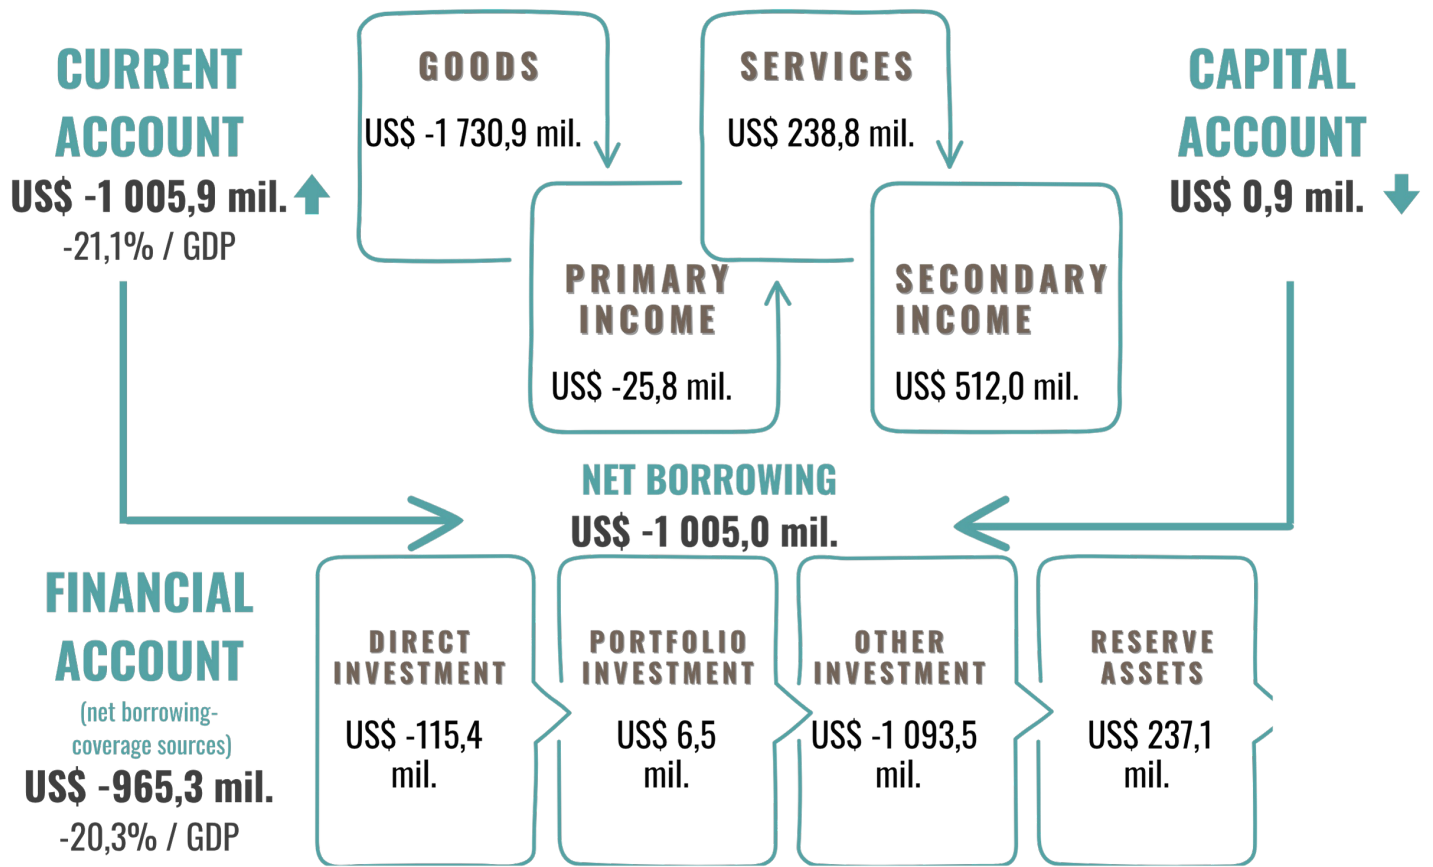 CURRENT
ACCOUNT
US$ -1 005,9 mil.
-21,1% / GDP
GOODS
US$ -1 730,9 mil.
SERVICES
US$ 238,8 mil.
PRIMARY
INCOME
US$ -25,8 mil.
SECONDARY
INCOME
US$ 512,0 mil.
CAPITAL
ACCOUNT
US$ 0,9 mil.
NET BORROWING
US$ -1 005,0 mil.
FINANCIAL
ACCOUNT
(net borrowing-
coverage sources)
US$ -965,3 mil.
-20,3% / GDP
DIRECT
INVESTMENT
US$ -115,4
mil.
PORTFOLIO
INVESTMENT
US$ 6,5
mil.
OTHER
INVESTMENT
US$ -1 093,5
mil.
RESERVE
ASSETS
US$ 237,1
mil.